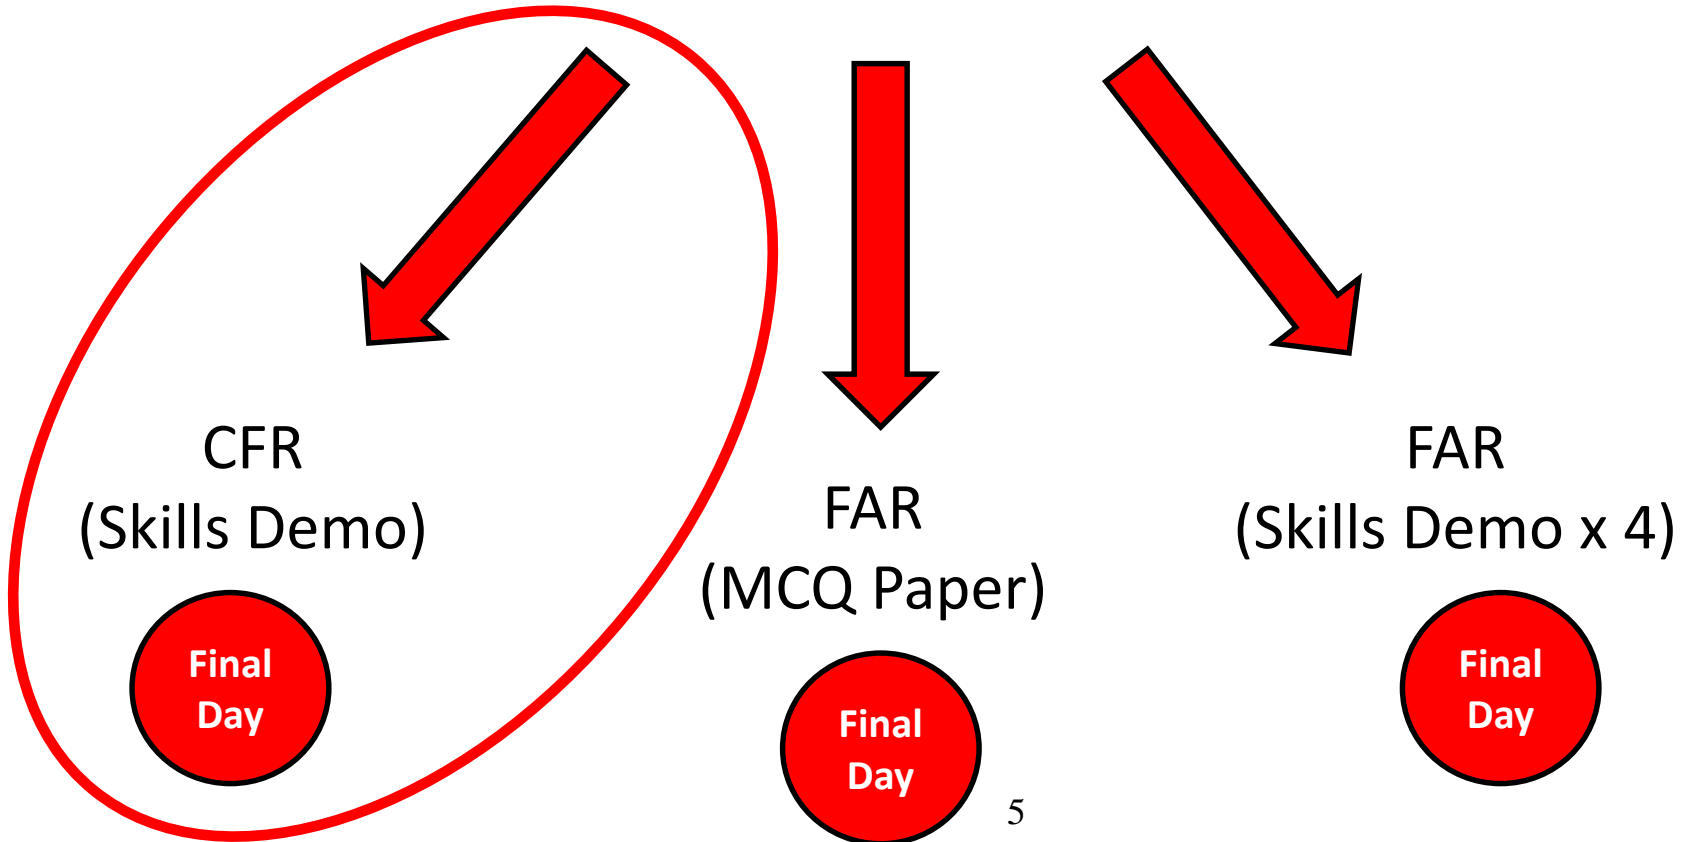 CFR
(Skills Demo)
Final
Day
FAR
(MCQ Paper)
Final
Day
FAR
(Skills Demo x 4)
Final
Day
5